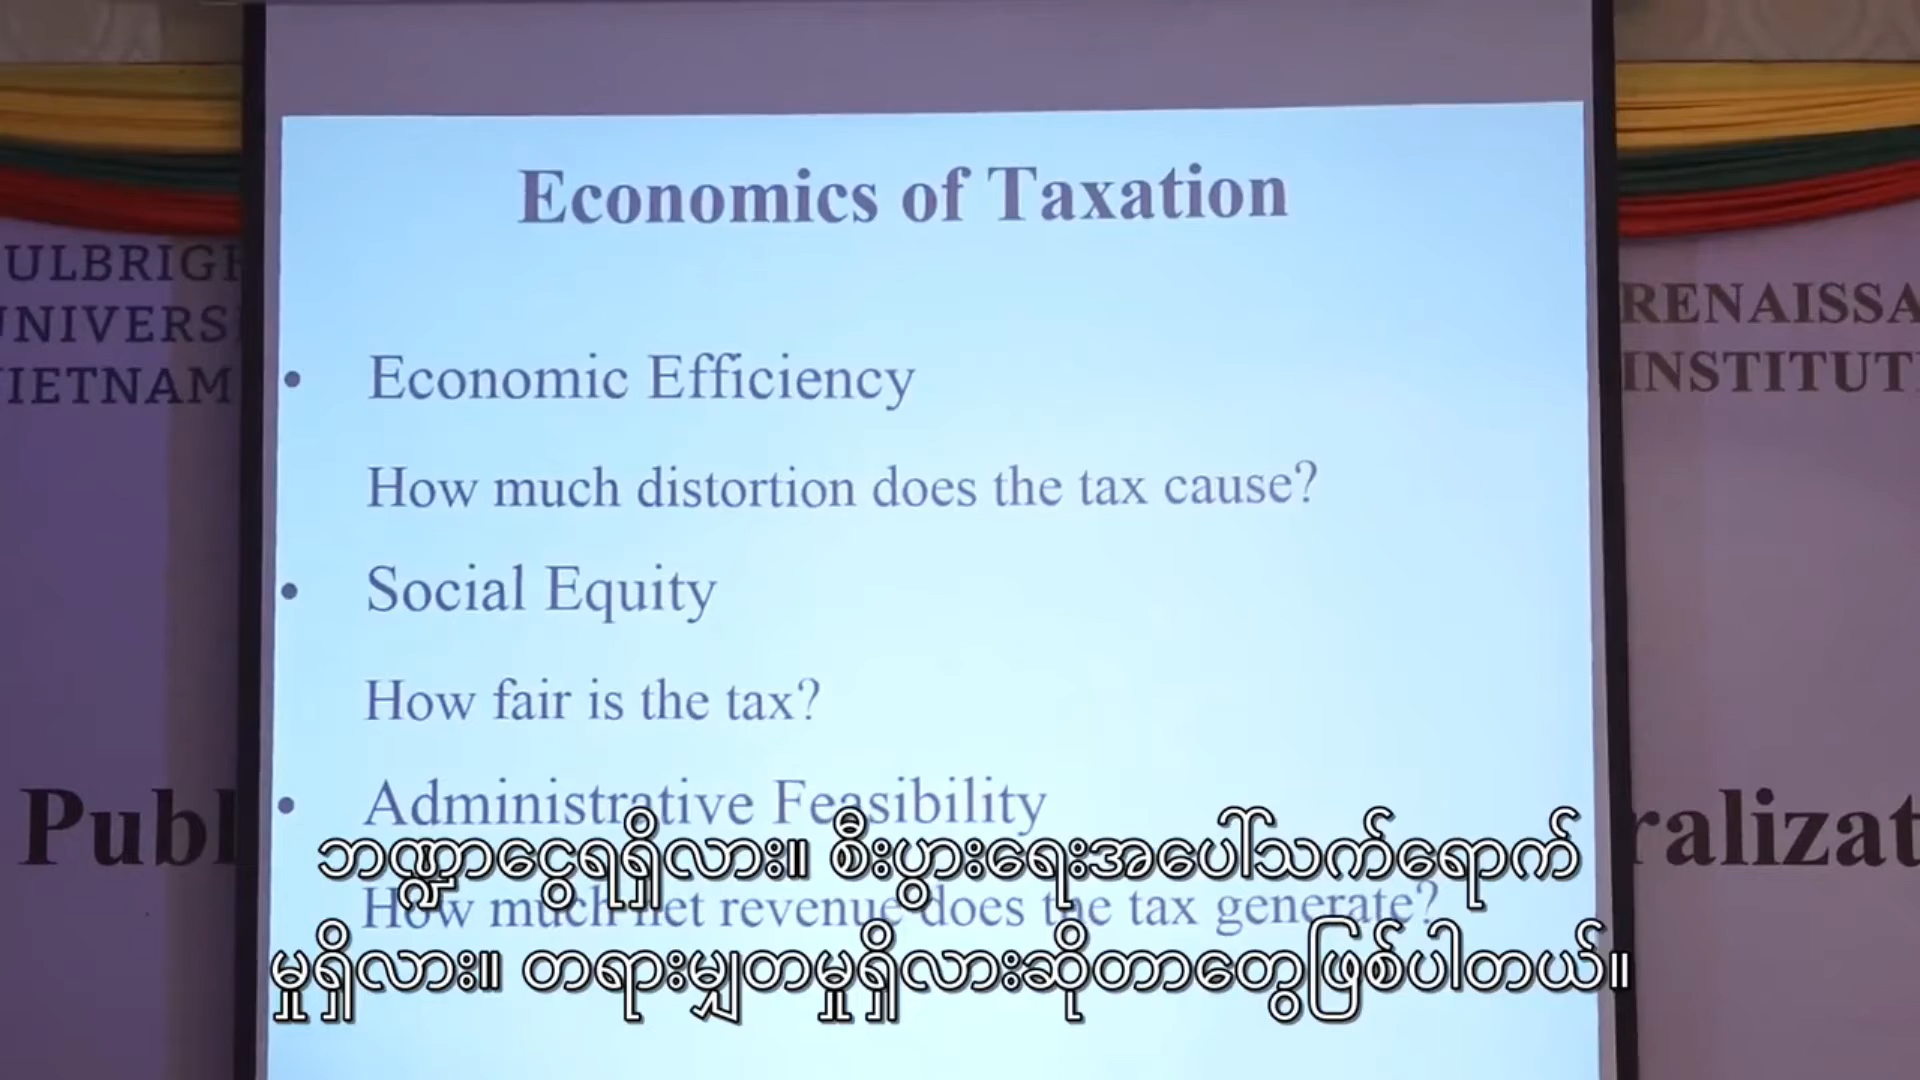 Economics of Taxation
ULBRIGH
UNIVERS
VIETNAM
RENAISSA
INSTITUT
• Economic Efficiency
How much distortion does the tax cause?
• Social Equity
How fair is the tax?
Publ
ralizat
• Administrative Feasibility
How much net revenue does the tax generate?
ဘဏ္ဍာငွေရရှိလား။ စီးပွားရေးအပေါ်သက်ရောက်
မှုရှိလား။ တရားမျှတမှုရှိလားဆိုတာတွေဖြစ်ပါတယ်။